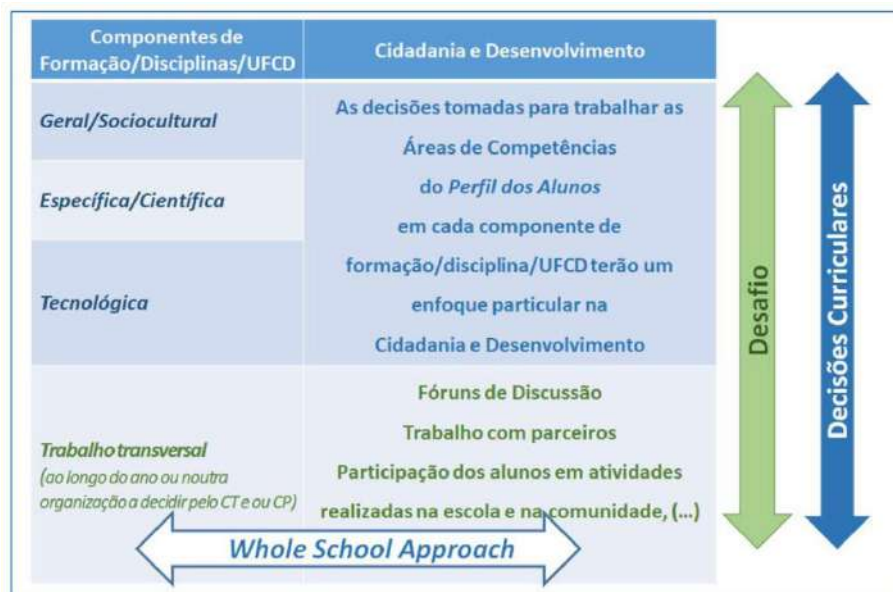 Componentes de
Formação/Disciplinas/UFCD
Cidadania e Desenvolvimento
Geral/Sociocultural
Específica/Científica
Tecnológica
As decisões tomadas para trabalhar as
Áreas de Competências
do Perfil dos Alunos
em cada componente de
formação/disciplina/UFCD terão um
enfoque particular na
Cidadania e Desenvolvimento
Trabalho transversal
(ao longo do ano ou noutra
organização a decidir pelo CT e ou CP)
Fóruns de Discussão
Trabalho com parceiros
Participação dos alunos em atividades
realizadas na escola e na comunidade, (...)
Whole School Approach
Desafio
Decisões Curriculares